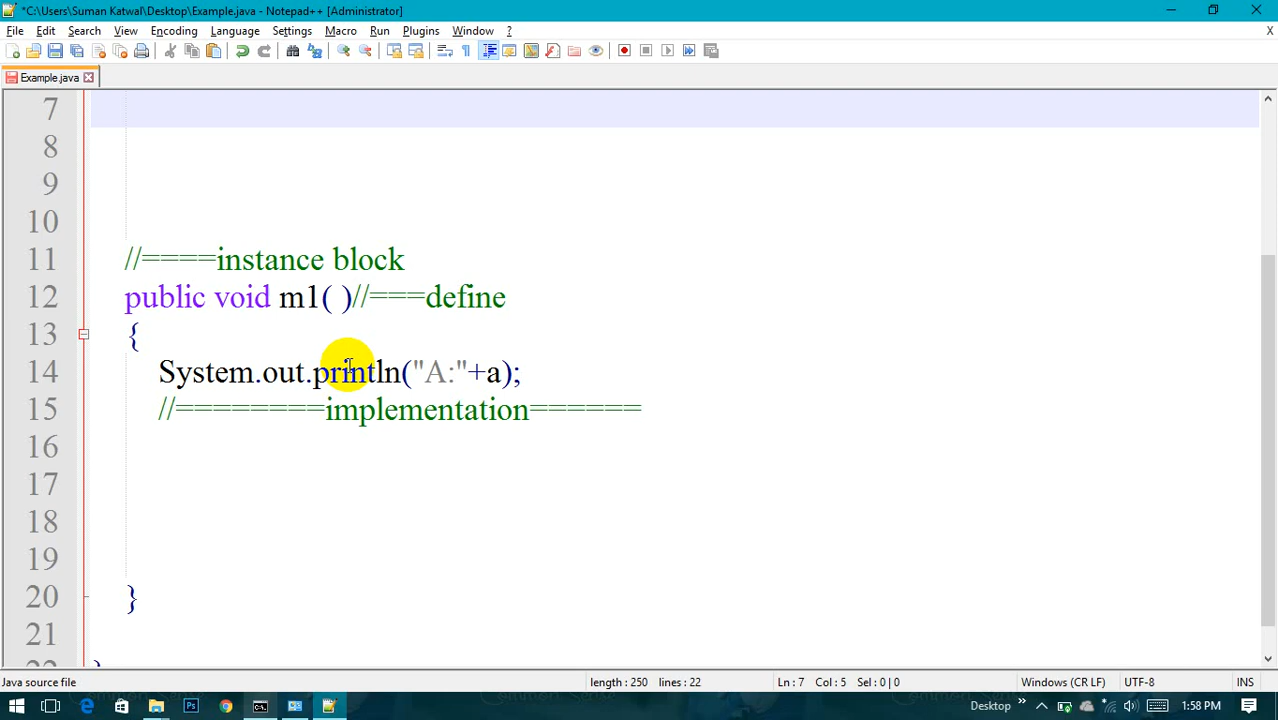 *C:\Users\Suman Katwal\Desktop\Example.java - Notepad++ [Administrator]
File Edit Search View Encoding Language Settings Macro Run Plugins Window ? X
Example.java
7
8
9
10
11 //====instance block
12 public void m1( )//===define
13 {
14 System.out.println("A:"+a);
15 //========implementation======
16
17
18
19
20 }
21
22 }
Java source file length : 250 lines : 22 Ln : 7 Col : 5 Sel : 0 | 0 Windows (CR LF) UTF-8 INS
Desktop 1:58 PM